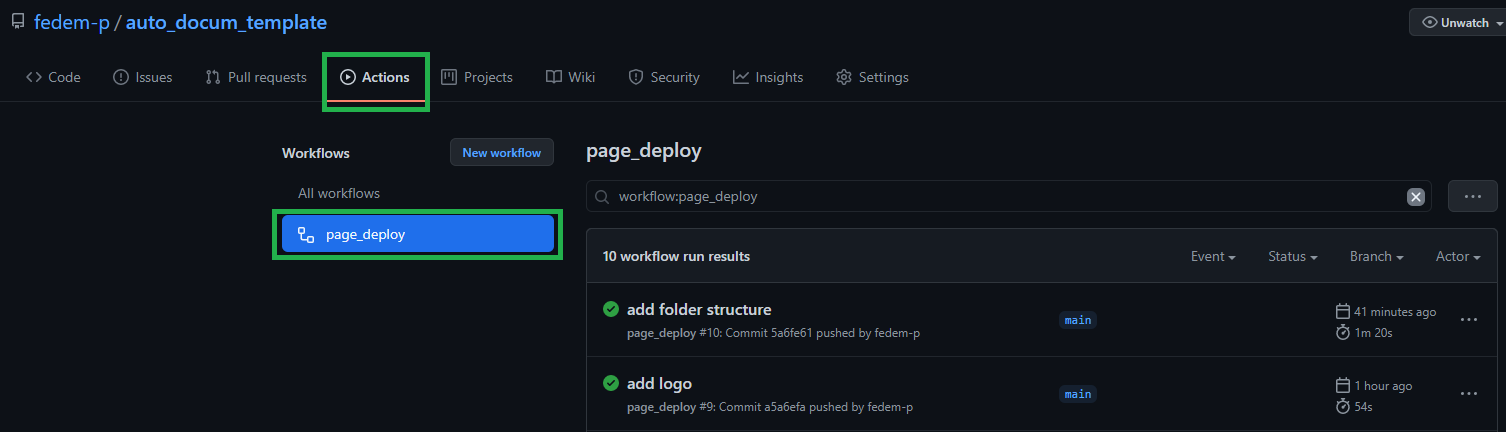 fedem-p / auto_docum_template
Unwatch
Code Issues Pull requests Actions Projects Wiki Security Insights Settings
Workflows
New workflow
All workflows
page_deploy
page_deploy
workflow:page_deploy
10 workflow run results
Event Status Branch Actor
add folder structure
page_deploy #10: Commit 5a6fe61 pushed by fedem-p
main
41 minutes ago
1m 20s
add logo
page_deploy #9: Commit a5a6efa pushed by fedem-p
main
1 hour ago
54s